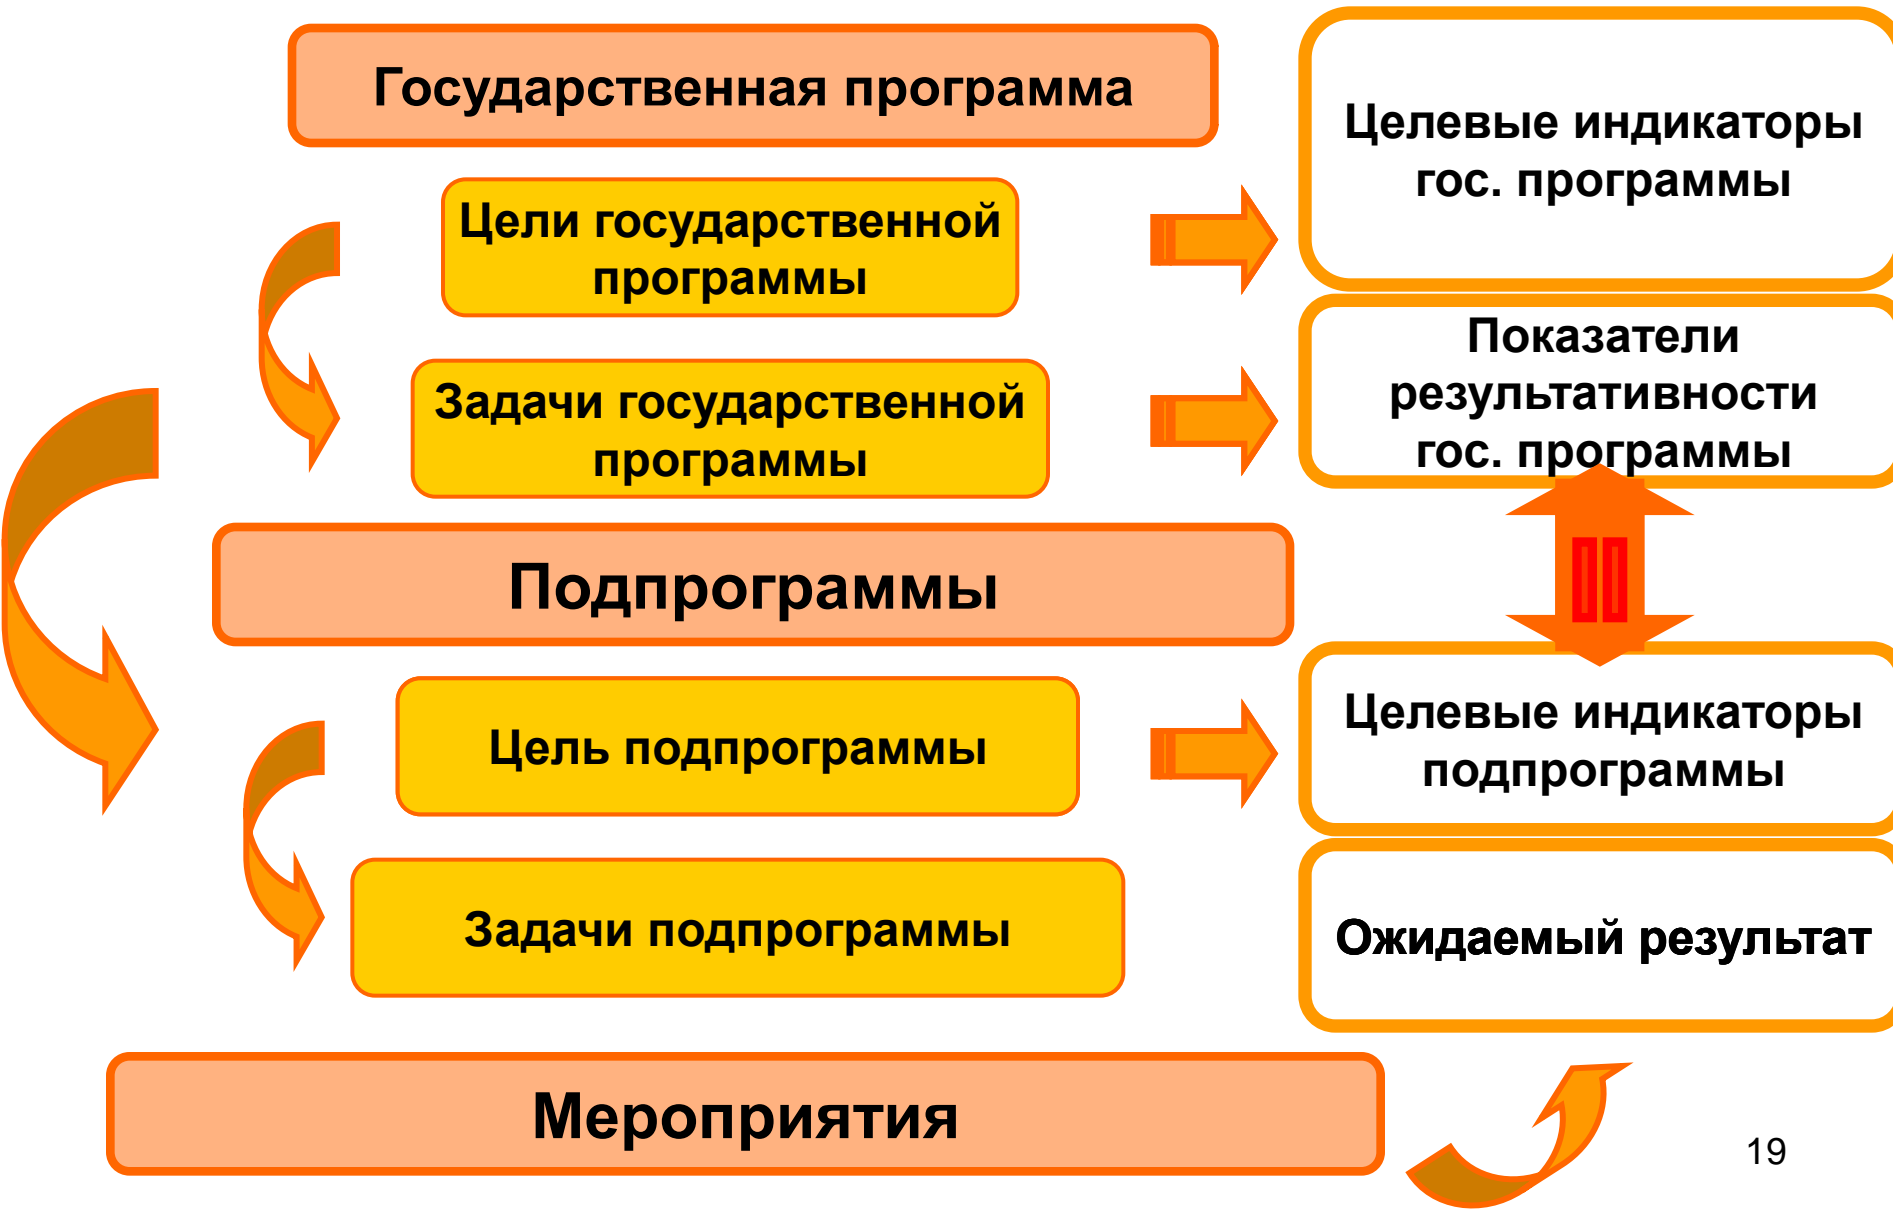 Государственная программа
Целевые индикаторы
гос. программы
Цели государственной
программы
Показатели
результативности
гос. программы
Задачи государственной
программы
Подпрограммы
Целевые индикаторы
подпрограммы
Цель подпрограммы
Задачи подпрограммы
Ожидаемый результат
Мероприятия
19